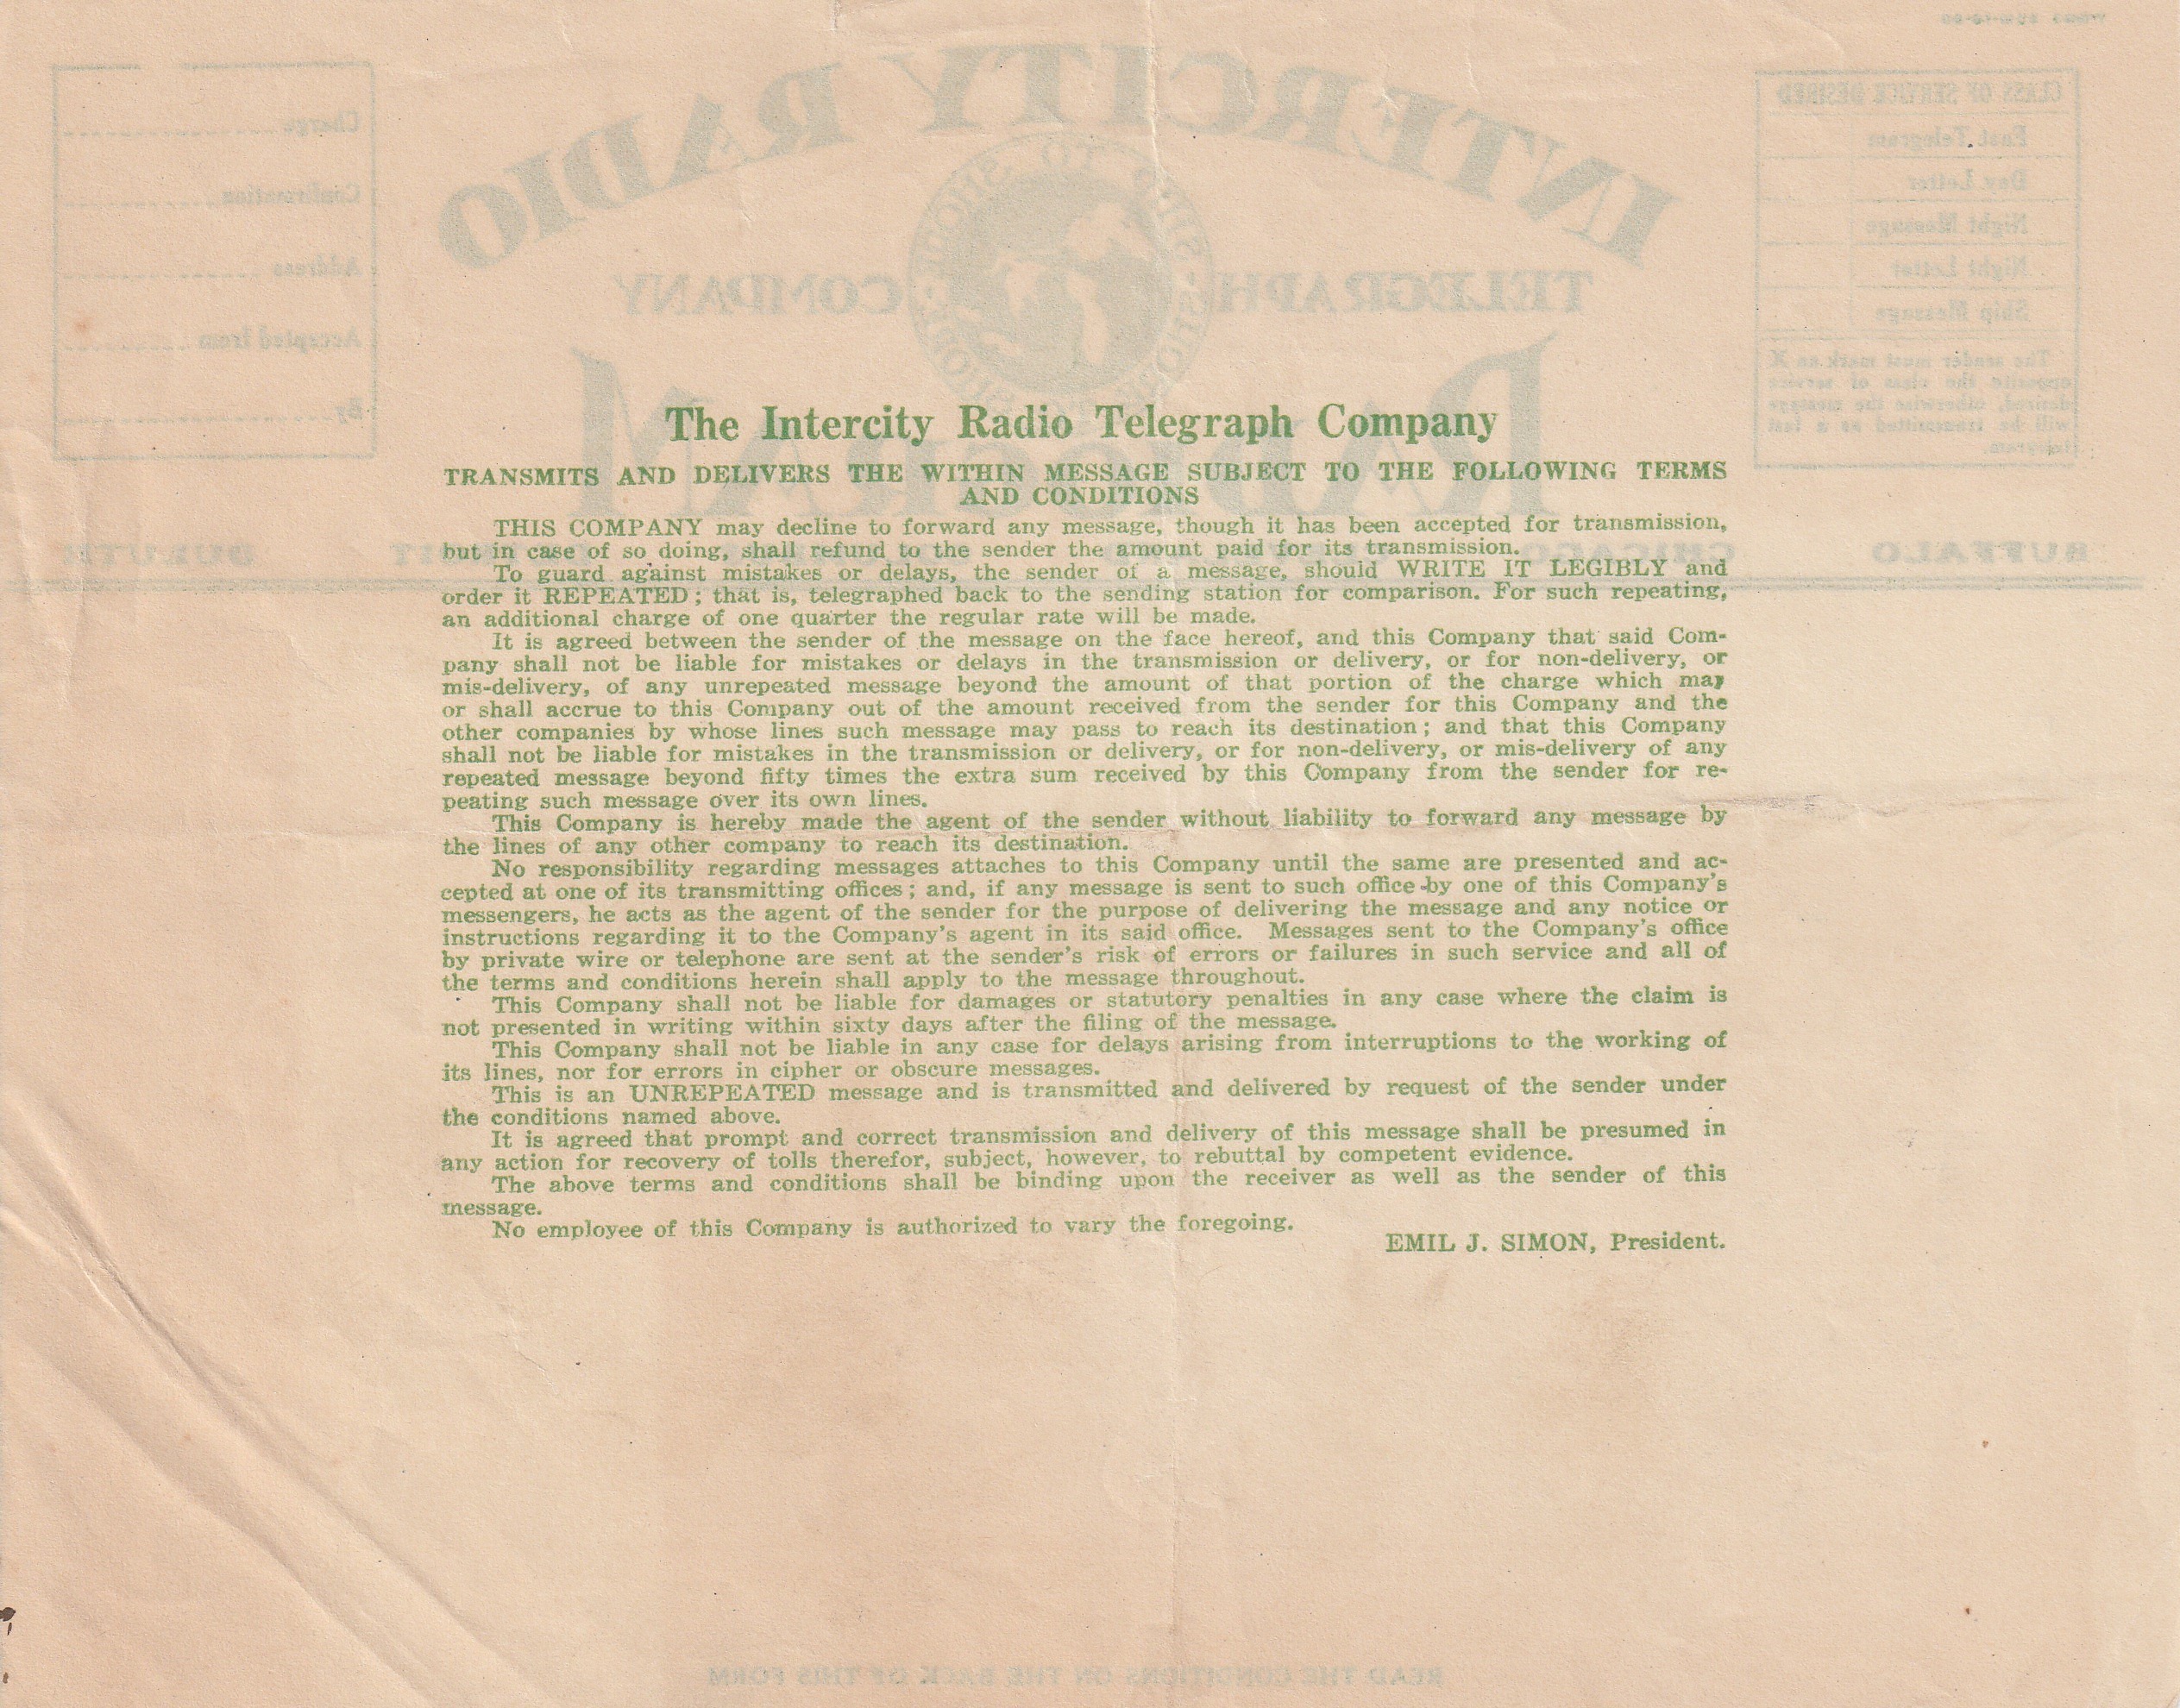 The Intercity Radio Telegraph Company
TRANSMITS AND DELIVERS THE WITHIN MESSAGE SUBJECT TO THE FOLLOWING TERMS
AND CONDITIONS
THIS COMPANY may decline to forward any message, though it has been accepted for transmission,
but in case of so doing, shall refund to the sender the amount paid for its transmission.
To guard against mistakes or delays, the sender of a message, should WRITE IT LEGIBLY and
order it REPEATED; that is, telegraphed back to the sending station for comparison. For such repeating,
an additional charge of one quarter the regular rate will be made.
It is agreed between the sender of the message on the face hereof, and this Company that said Com-
pany shall not be liable for mistakes or delays in the transmission or delivery, or for non-delivery, or
mis-delivery, of any unrepeated message beyond the amount of that portion of the charge which may
or shall accrue to this Company out of the amount received from the sender for this Company and the
other companies by whose lines such message may pass to reach its destination; and that this Company
shall not be liable for mistakes in the transmission or delivery, or for non-delivery, or mis-delivery of any
repeated message beyond fifty times the extra sum received by this Company from the sender for re-
peating such message over its own lines.
This Company is hereby made the agent of the sender without liability to forward any message by
the lines of any other company to reach its destination.
No responsibility regarding messages attaches to this Company until the same are presented and ac-
cepted at one of its transmitting offices; and, if any message is sent to such office by one of this Company's
messengers, he acts as the agent of the sender for the purpose of delivering the message and any notice or
instructions regarding it to the Company's agent in its said office. Messages sent to the Company's office
by private wire or telephone are sent at the sender's risk of errors or failures in such service and all of
the terms and conditions herein shall apply to the message throughout.
This Company shall not be liable for damages or statutory penalties in any case where the claim is
not presented in writing within sixty days after the filing of the message.
This Company shall not be liable in any case for delays arising from interruptions to the working of
its lines, nor for errors in cipher or obscure messages.
This is an UNREPEATED message and is transmitted and delivered by request of the sender under
the conditions named above.
It is agreed that prompt and correct transmission and delivery of this message shall be presumed in
any action for recovery of tolls therefor, subject, however, to rebuttal by competent evidence.
The above terms and conditions shall be binding upon the receiver as well as the sender of this
message.
No employee of this Company is authorized to vary the foregoing.
EMIL J. SIMON, President.